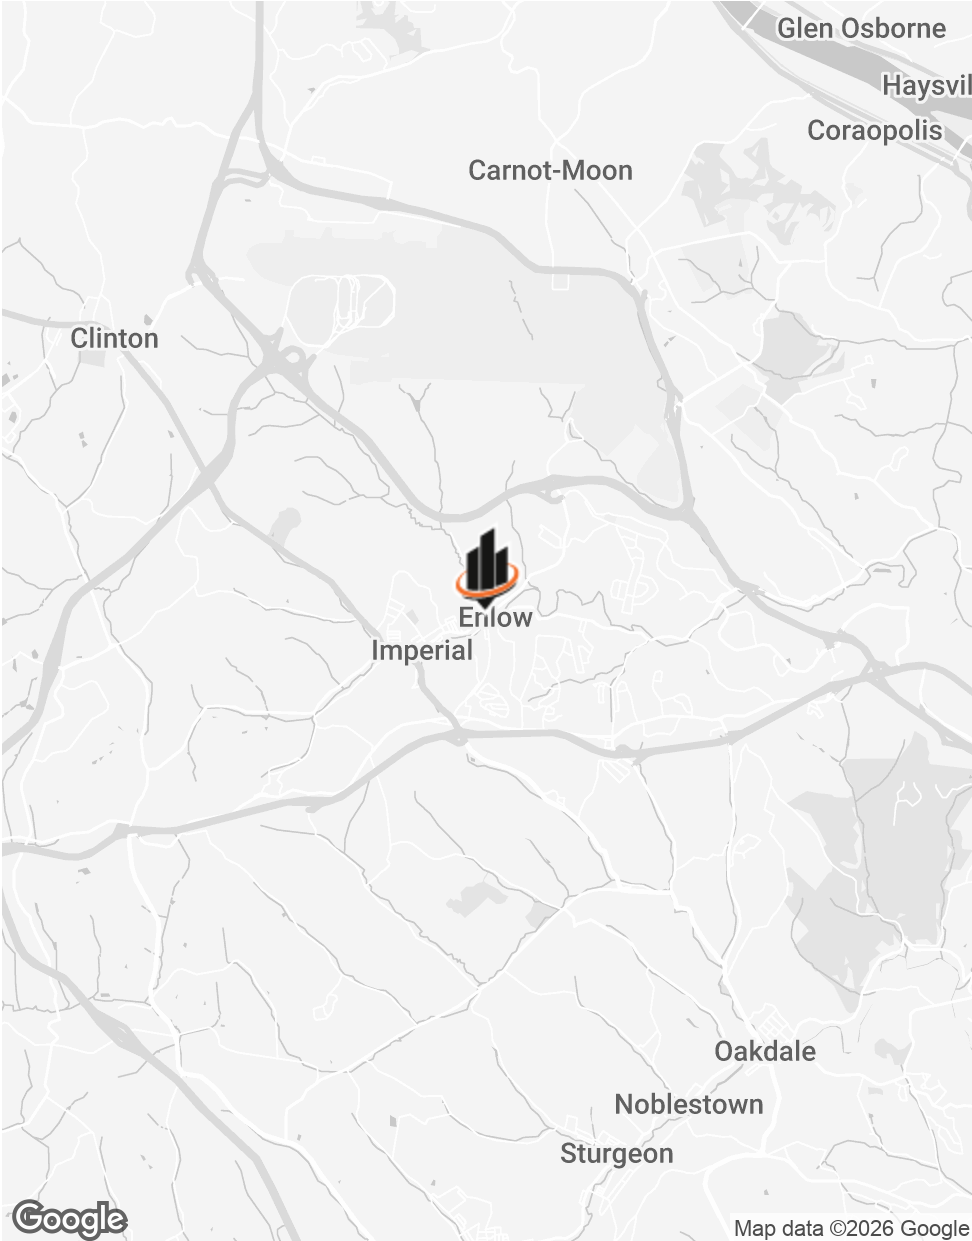 Glen Osborne
Haysvil
Coraopolis
Carnot-Moon
Clinton
Enlow
Imperial
Oakdale
Noblestown
Sturgeon
Google
Map data ©2026 Google